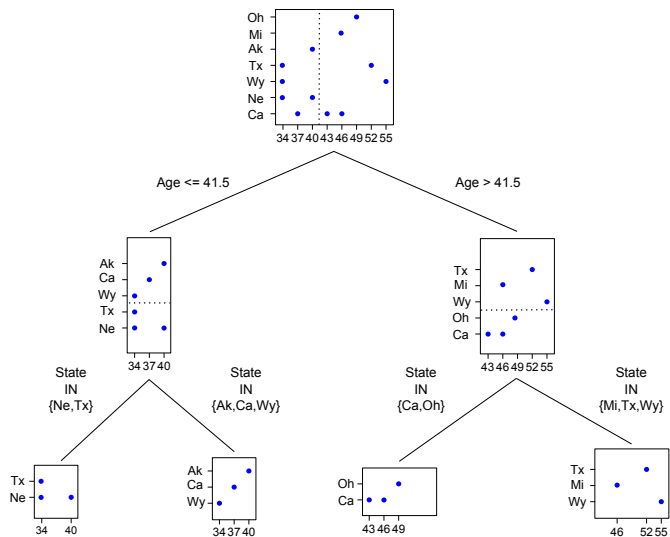 Oh
Mi
Ak
Tx
Wy
Ne
Ca
34 37 40 43 46 49 52 55
Age <= 41.5
Age > 41.5
Ak
Ca
Wy
Tx
Ne
34 37 40
Tx
Mi
Wy
Oh
Ca
43 46 49 52 55
State
IN
{Ne,Tx}
State
IN
{Ak,Ca,Wy}
State
IN
{Ca,Oh}
State
IN
{Mi,Tx,Wy}
Tx
Ne
34 40
Ak
Ca
Wy
34 37 40
Oh
Ca
43 46 49
Tx
Mi
Wy
46 52 55